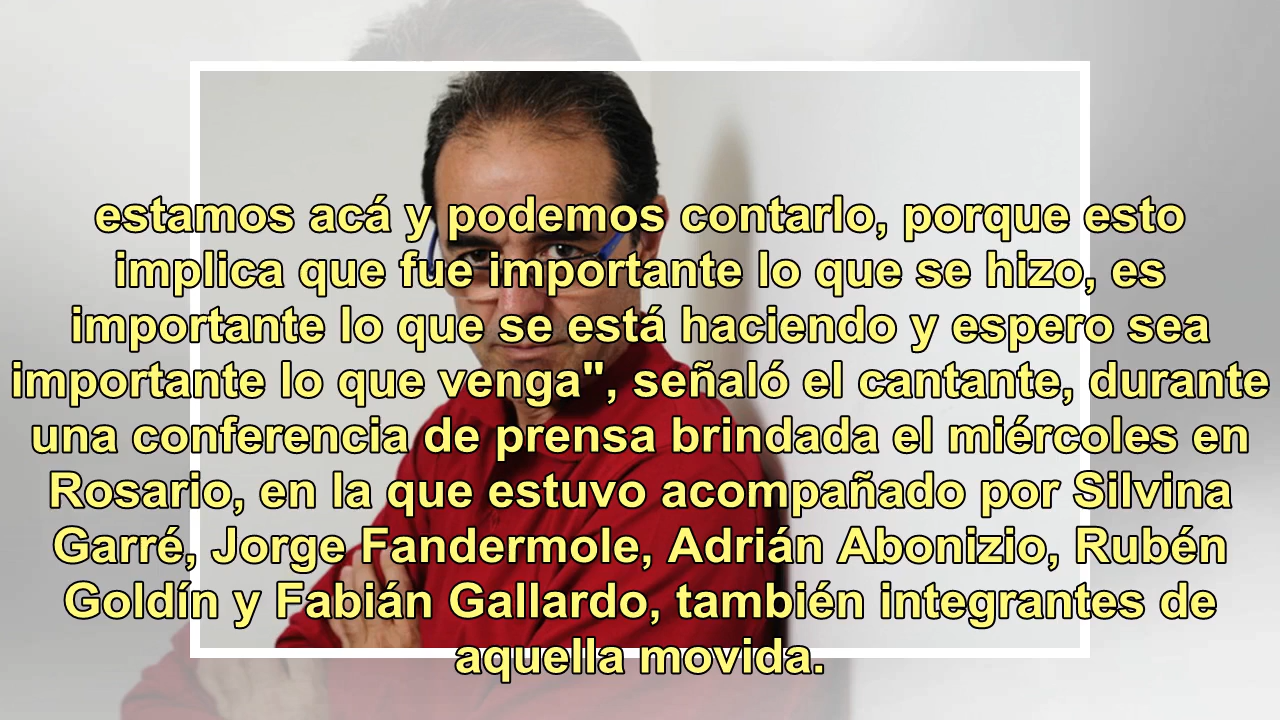 estamos acá y podemos contarlo, porque esto
implica que fue importante lo que se hizo, es
importante lo que se está haciendo y espero sea
importante lo que venga", señaló el cantante, durante
una conferencia de prensa brindada el miércoles en
Rosario, en la que estuvo acompañado por Silvina
Garré, Jorge Fandermole, Adrián Abonizio, Rubén
Goldín y Fabián Gallardo, también integrantes de
aquella movida.